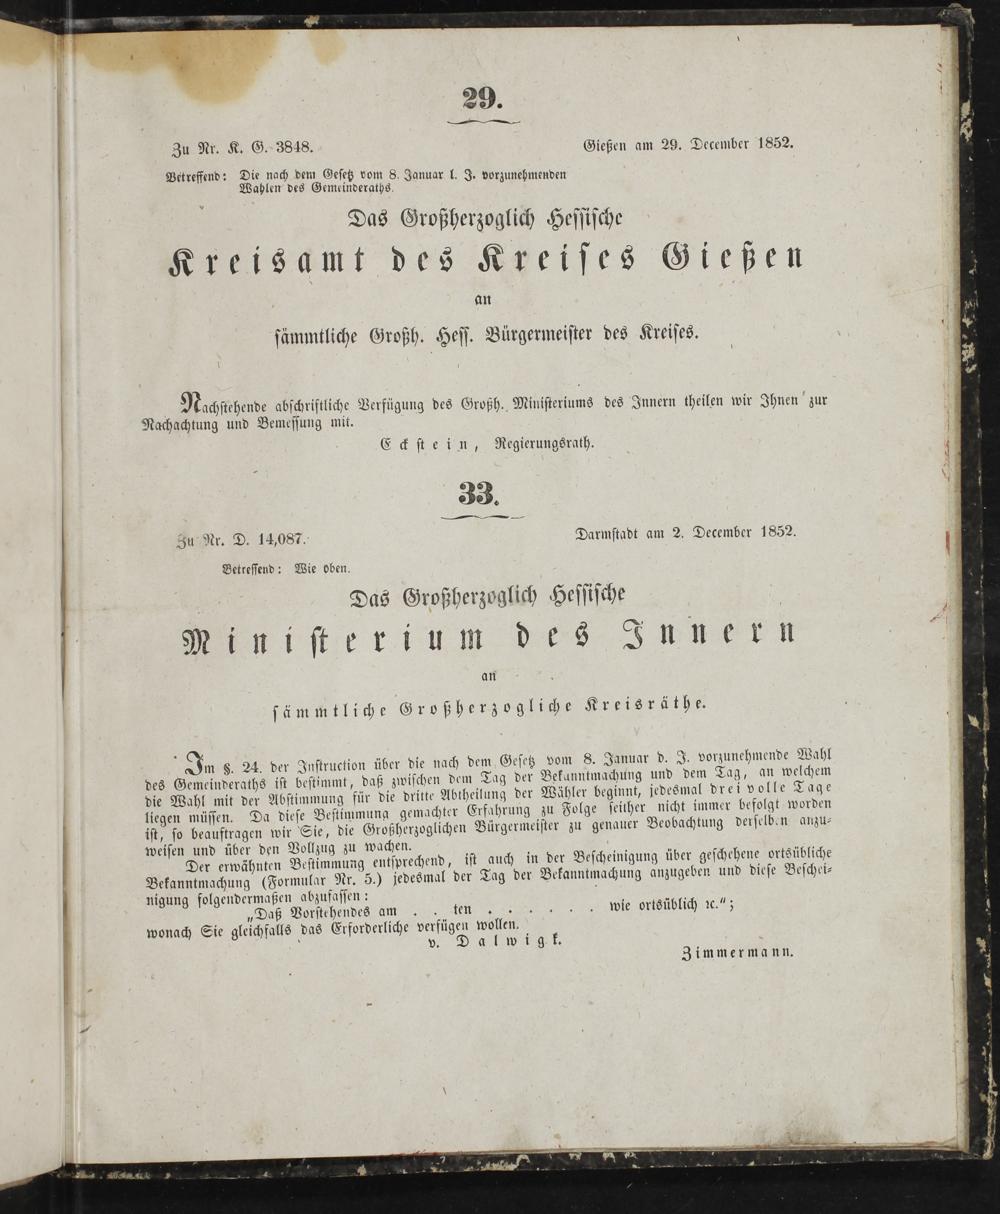 29.
Zu Nr. K. G. 3848.
Gießen am 29. December 1852.
Betreffend: Die nach dem Gesetz vom 8. Januar l. J. vorzunehmenden
Wahlen des Gemeinderaths.
Das Großherzoglich Hessische
Kreisamt des Kreises Gießen
an
sämmtliche Großh. Hess. Bürgermeister des Kreises.
Nachstehende abschriftliche Verfügung des Großh. Ministeriums des Innern theilen wir Ihnen zur
Nachachtung und Bemessung mit.
Eckstein, Regierungsrath.
33.
Zu Nr. D. 14,087.
Darmstadt am 2. December 1852.
Betreffend: Wie oben.
Das Großherzoglich Hessische
Ministerium des Innern
an
sämmtliche Großherzogliche Kreisräthe.
Im §. 24. der Instruction über die nach dem Gesetz vom 8. Januar d. J. vorzunehmende Wahl
des Gemeinderaths ist bestimmt, daß zwischen dem Tag der Bekanntmachung und dem Tag, an welchem
die Wahl mit der Abstimmung für die dritte Abtheilung der Wähler beginnt, jedesmal drei volle Tage
liegen müssen. Da diese Bestimmung gemachter Erfahrung zu Folge seither nicht immer befolgt worden
ist, so beauftragen wir Sie, die Großherzoglichen Bürgermeister zu genauer Beobachtung derselben anzu-
weisen und über den Vollzug zu wachen.
Der erwähnten Bestimmung entsprechend, ist auch in der Bescheinigung über geschehene ortsübliche
Bekanntmachung (Formular Nr. 5.) jedesmal der Tag der Bekanntmachung anzugeben und diese Beschei-
nigung folgendermaßen abzufassen:
„Daß Vorstehendes am . . ten . . . . . . wie ortsüblich ꝛc.“;
wonach Sie gleichfalls das Erforderliche verfügen wollen.
v. Dalwigk.
Zimmermann.